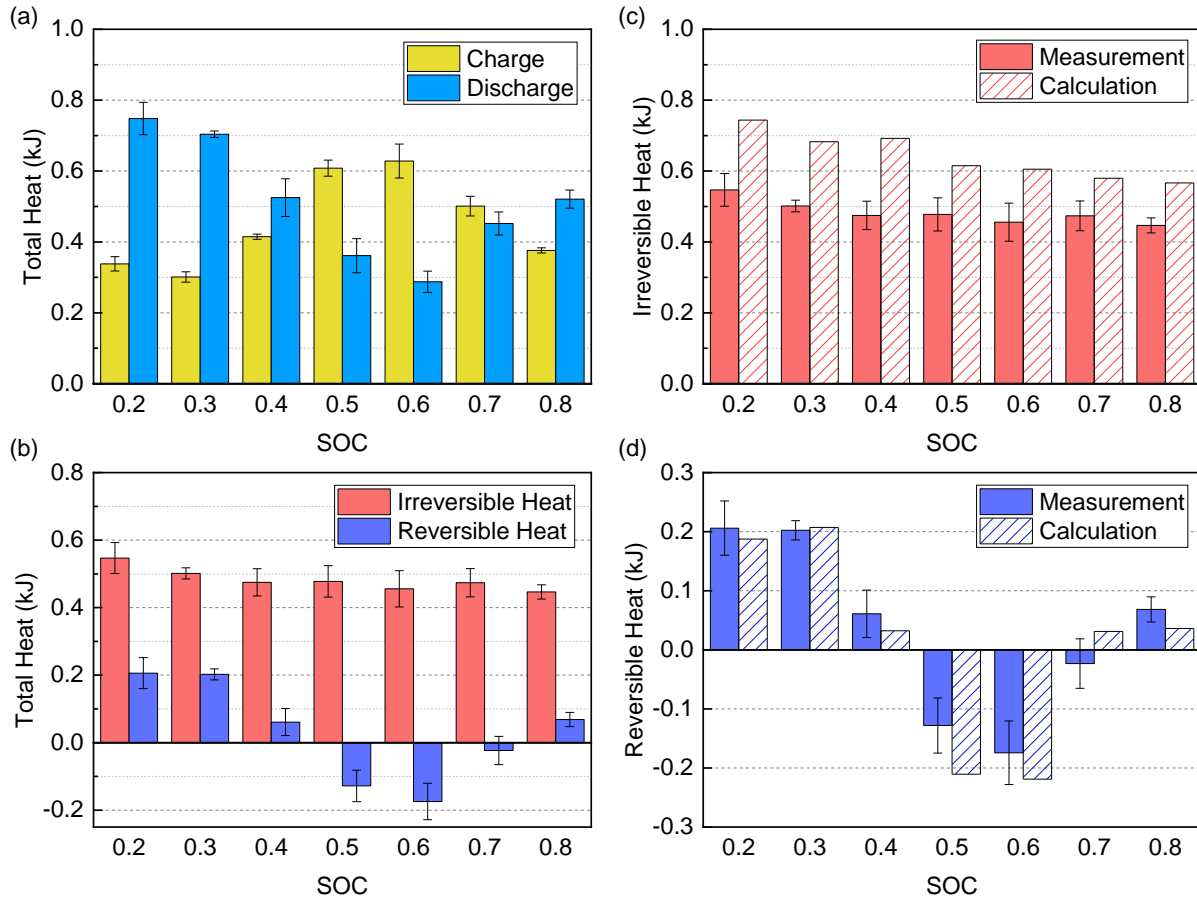 (a)
Total Heat (kJ)
1.0
0.8
0.6
0.4
0.2
0.0
Charge
Discharge
0.2 0.3 0.4 0.5 0.6 0.7 0.8
SOC
(c)
Irreversible Heat (kJ)
1.0
0.8
0.6
0.4
0.2
0.0
Measurement
Calculation
0.2 0.3 0.4 0.5 0.6 0.7 0.8
SOC
(b)
Total Heat (kJ)
0.8
0.6
0.4
0.2
0.0
-0.2
Irreversible Heat
Reversible Heat
0.2 0.3 0.4 0.5 0.6 0.7 0.8
SOC
(d)
Reversible Heat (kJ)
0.3
0.2
0.1
0.0
-0.1
-0.2
-0.3
Measurement
Calculation
0.2 0.3 0.4 0.5 0.6 0.7 0.8
SOC